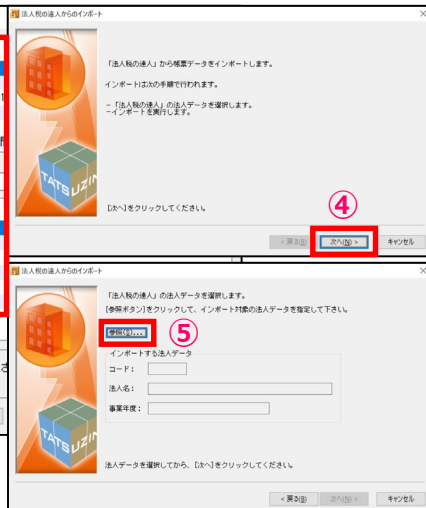 法人税の達人からのインポート
「法人税の達人」から帳票データをインポートします。
インポートは次の手順で行われます。
－「法人税の達人」の法人データを選択します。
－インポートを実行します。
[次へ]をクリックしてください。
④
< 戻る(B)
次へ(N) >
キャンセル
TATSUZIN
法人税の達人からのインポート
「法人税の達人」の法人データを選択します。
[参照ボタン]をクリックして、インポート対象の法人データを指定して下さい。
参照(S)...
⑤
インポートする法人データ
コード：
法人名：
事業年度：
法人データを選択してから、[次へ]をクリックしてください。
TATSUZIN
< 戻る(B)
次へ(N) >
キャンセル